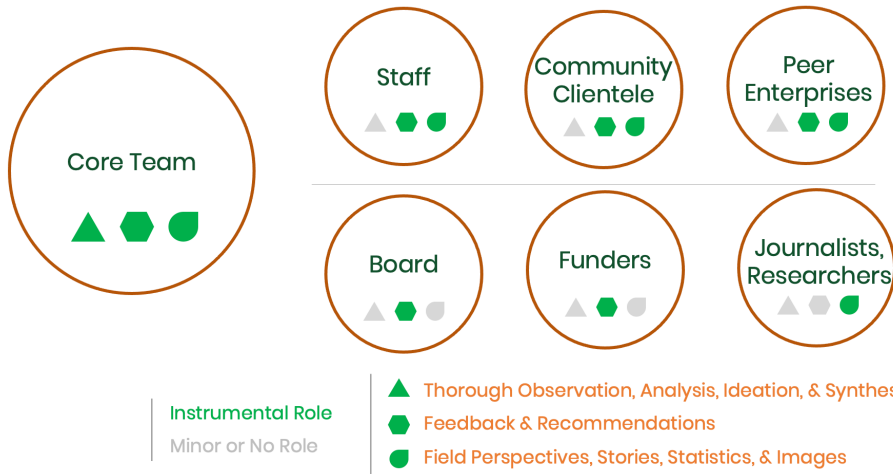 Staff
Community
Clientele
Peer
Enterprises
Core Team
Board
Funders
Journalists,
Researchers
Instrumental Role
Minor or No Role
Thorough Observation, Analysis, Ideation, & Synthes
Feedback & Recommendations
Field Perspectives, Stories, Statistics, & Images